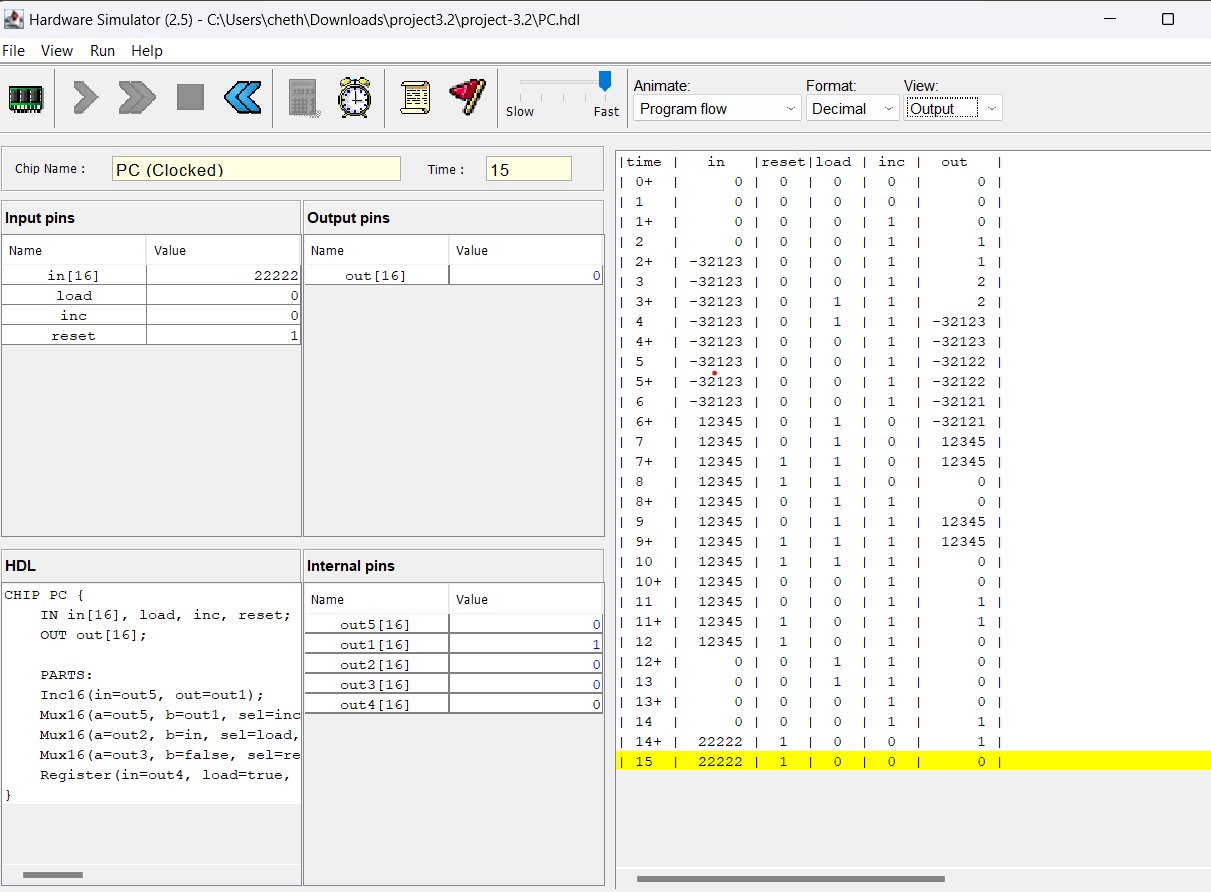 Hardware Simulator (2.5) - C:\Users\cheth\Downloads\project3.2\project-3.2\PC.hdl
File View Run Help
Slow Fast
Animate: Format: View:
Program flow Decimal Output
Chip Name : PC (Clocked) Time : 15
Input pins
Name Value
in[16] 22222
load 0
inc 0
reset 1
Output pins
Name Value
out[16] 0
HDL
CHIP PC {
IN in[16], load, inc, reset;
OUT out[16];
PARTS:
Inc16(in=out5, out=out1);
Mux16(a=out5, b=out1, sel=inc
Mux16(a=out2, b=in, sel=load,
Mux16(a=out3, b=false, sel=re
Register(in=out4, load=true,
}
Internal pins
Name Value
out5[16] 0
out1[16] 1
out2[16] 0
out3[16] 0
out4[16] 0
|time | in |reset|load | inc | out |
| 0+ | 0 | 0 | 0 | 0 | 0 |
| 1 | 0 | 0 | 0 | 0 | 0 |
| 1+ | 0 | 0 | 0 | 1 | 0 |
| 2 | 0 | 0 | 0 | 1 | 1 |
| 2+ | -32123 | 0 | 0 | 1 | 1 |
| 3 | -32123 | 0 | 0 | 1 | 2 |
| 3+ | -32123 | 0 | 1 | 1 | 2 |
| 4 | -32123 | 0 | 1 | 1 | -32123 |
| 4+ | -32123 | 0 | 0 | 1 | -32123 |
| 5 | -32123 | 0 | 0 | 1 | -32122 |
| 5+ | -32123 | 0 | 0 | 1 | -32122 |
| 6 | -32123 | 0 | 0 | 1 | -32121 |
| 6+ | 12345 | 0 | 1 | 0 | -32121 |
| 7 | 12345 | 0 | 1 | 0 | 12345 |
| 7+ | 12345 | 1 | 1 | 0 | 12345 |
| 8 | 12345 | 1 | 1 | 0 | 0 |
| 8+ | 12345 | 0 | 1 | 1 | 0 |
| 9 | 12345 | 0 | 1 | 1 | 12345 |
| 9+ | 12345 | 1 | 1 | 1 | 12345 |
| 10 | 12345 | 1 | 1 | 1 | 0 |
| 10+ | 12345 | 0 | 0 | 1 | 0 |
| 11 | 12345 | 0 | 0 | 1 | 1 |
| 11+ | 12345 | 1 | 0 | 1 | 1 |
| 12 | 12345 | 1 | 0 | 1 | 0 |
| 12+ | 0 | 0 | 1 | 1 | 0 |
| 13 | 0 | 0 | 1 | 1 | 0 |
| 13+ | 0 | 0 | 0 | 1 | 0 |
| 14 | 0 | 0 | 0 | 1 | 1 |
| 14+ | 22222 | 1 | 0 | 0 | 1 |
| 15 | 22222 | 1 | 0 | 0 | 0 |